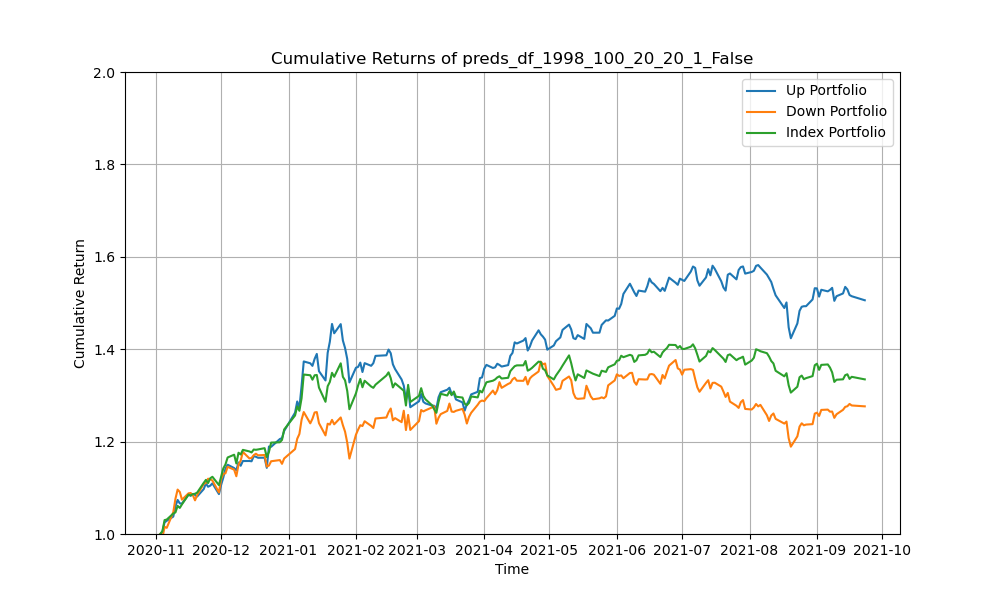 Cumulative Returns of preds_df_1998_100_20_20_1_False
Up Portfolio
Down Portfolio
Index Portfolio
Cumulative Return
2.0
1.8
1.6
1.4
1.2
1.0
2020-11 2020-12 2021-01 2021-02 2021-03 2021-04 2021-05 2021-06 2021-07 2021-08 2021-09 2021-10
Time